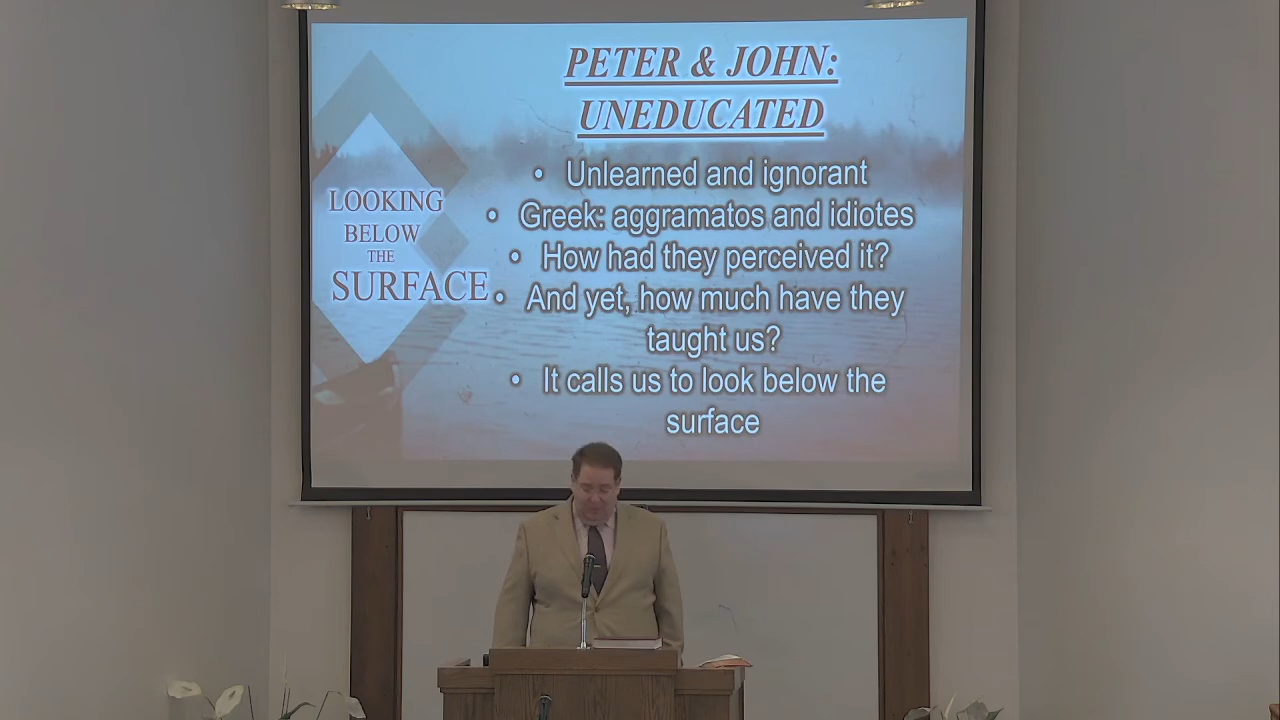 PETER & JOHN:
UNEDUCATED
LOOKING
BELOW
THE
SURFACE
• Unlearned and ignorant
• Greek: aggramatos and idiotes
• How had they perceived it?
• And yet, how much have they
taught us?
• It calls us to look below the
surface